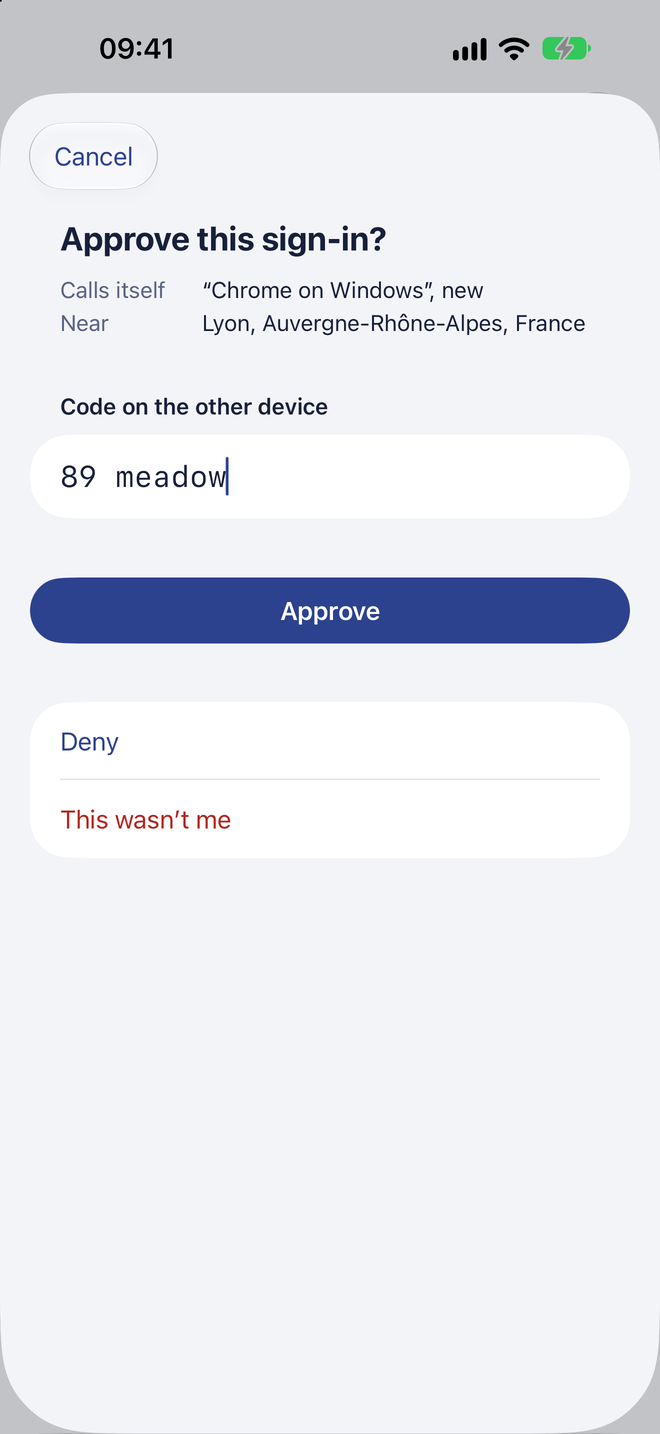 09:41
Cancel
Approve this sign-in?
Calls itself “Chrome on Windows”, new
Near Lyon, Auvergne-Rhône-Alpes, France
Code on the other device
89 meadow
Approve
Deny
This wasn’t me